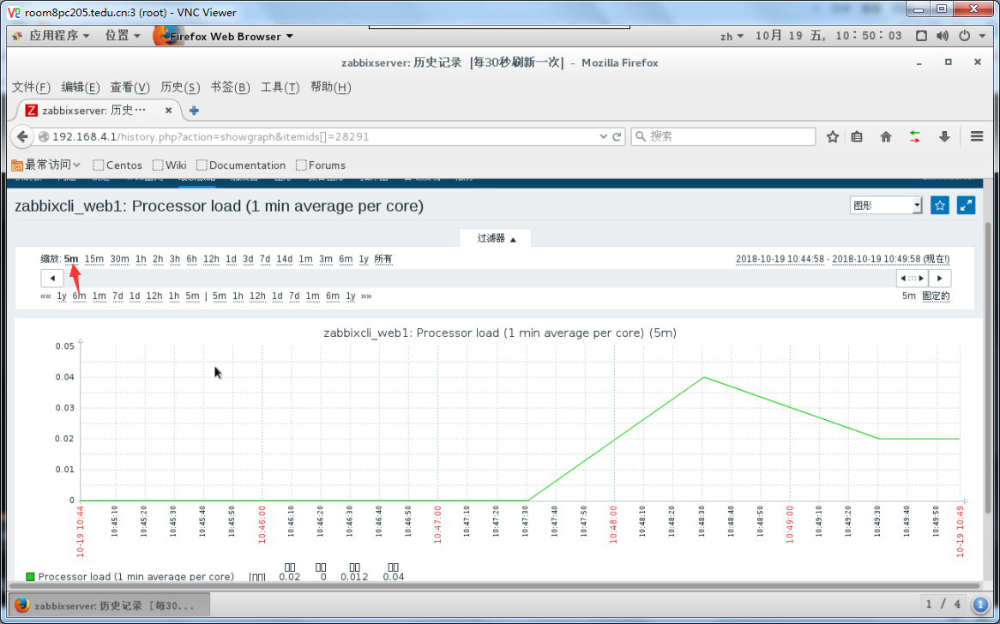 room8pc205.tedu.cn:3 (root) - VNC Viewer
应用程序 位置 Firefox Web Browser zh 10月 19 五, 10:50:03
zabbixserver: 历史记录 [每30秒刷新一次] - Mozilla Firefox
文件(F) 编辑(E) 查看(V) 历史(S) 书签(B) 工具(T) 帮助(H)
zabbixserver: 历史…
192.168.4.1/history.php?action=showgraph&itemids[]=28291 搜索
最常访问 Centos Wiki Documentation Forums
zabbixcli_web1: Processor load (1 min average per core) 图形
过滤器 ▲
缩放: 5m 15m 30m 1h 2h 3h 6h 12h 1d 3d 7d 14d 1m 3m 6m 1y 所有 2018-10-19 10:44:58 - 2018-10-19 10:49:58 (现在!)
«« 1y 6m 1m 7d 1d 12h 1h 5m | 5m 1h 12h 1d 7d 1m 6m 1y »» 5m 固定的
zabbixcli_web1: Processor load (1 min average per core) (5m)
0.05
0.04
0.03
0.02
0.01
0
10-19 10:44 10:45:10 10:45:20 10:45:30 10:45:40 10:45:50 10:46:00 10:46:10 10:46:20 10:46:30 10:46:40 10:46:50 10:47:00 10:47:10 10:47:20 10:47:30 10:47:40 10:47:50 10:48:00 10:48:10 10:48:20 10:48:30 10:48:40 10:48:50 10:49:00 10:49:10 10:49:20 10:49:30 10:49:40 10:49:50 10-19 10:49
Processor load (1 min average per core) [□□] 0.02 0 0.012 0.04
zabbixserver: 历史记录 [每30... 1 / 4 1